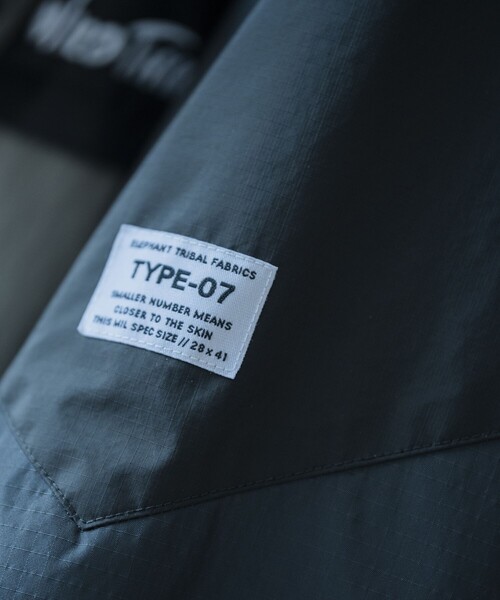 ELEPHANT TRIBAL FABRICS
TYPE-07
SMALLER NUMBER MEANS
CLOSER TO THE SKIN
THIS MIL SPEC SIZE // 28 x 41